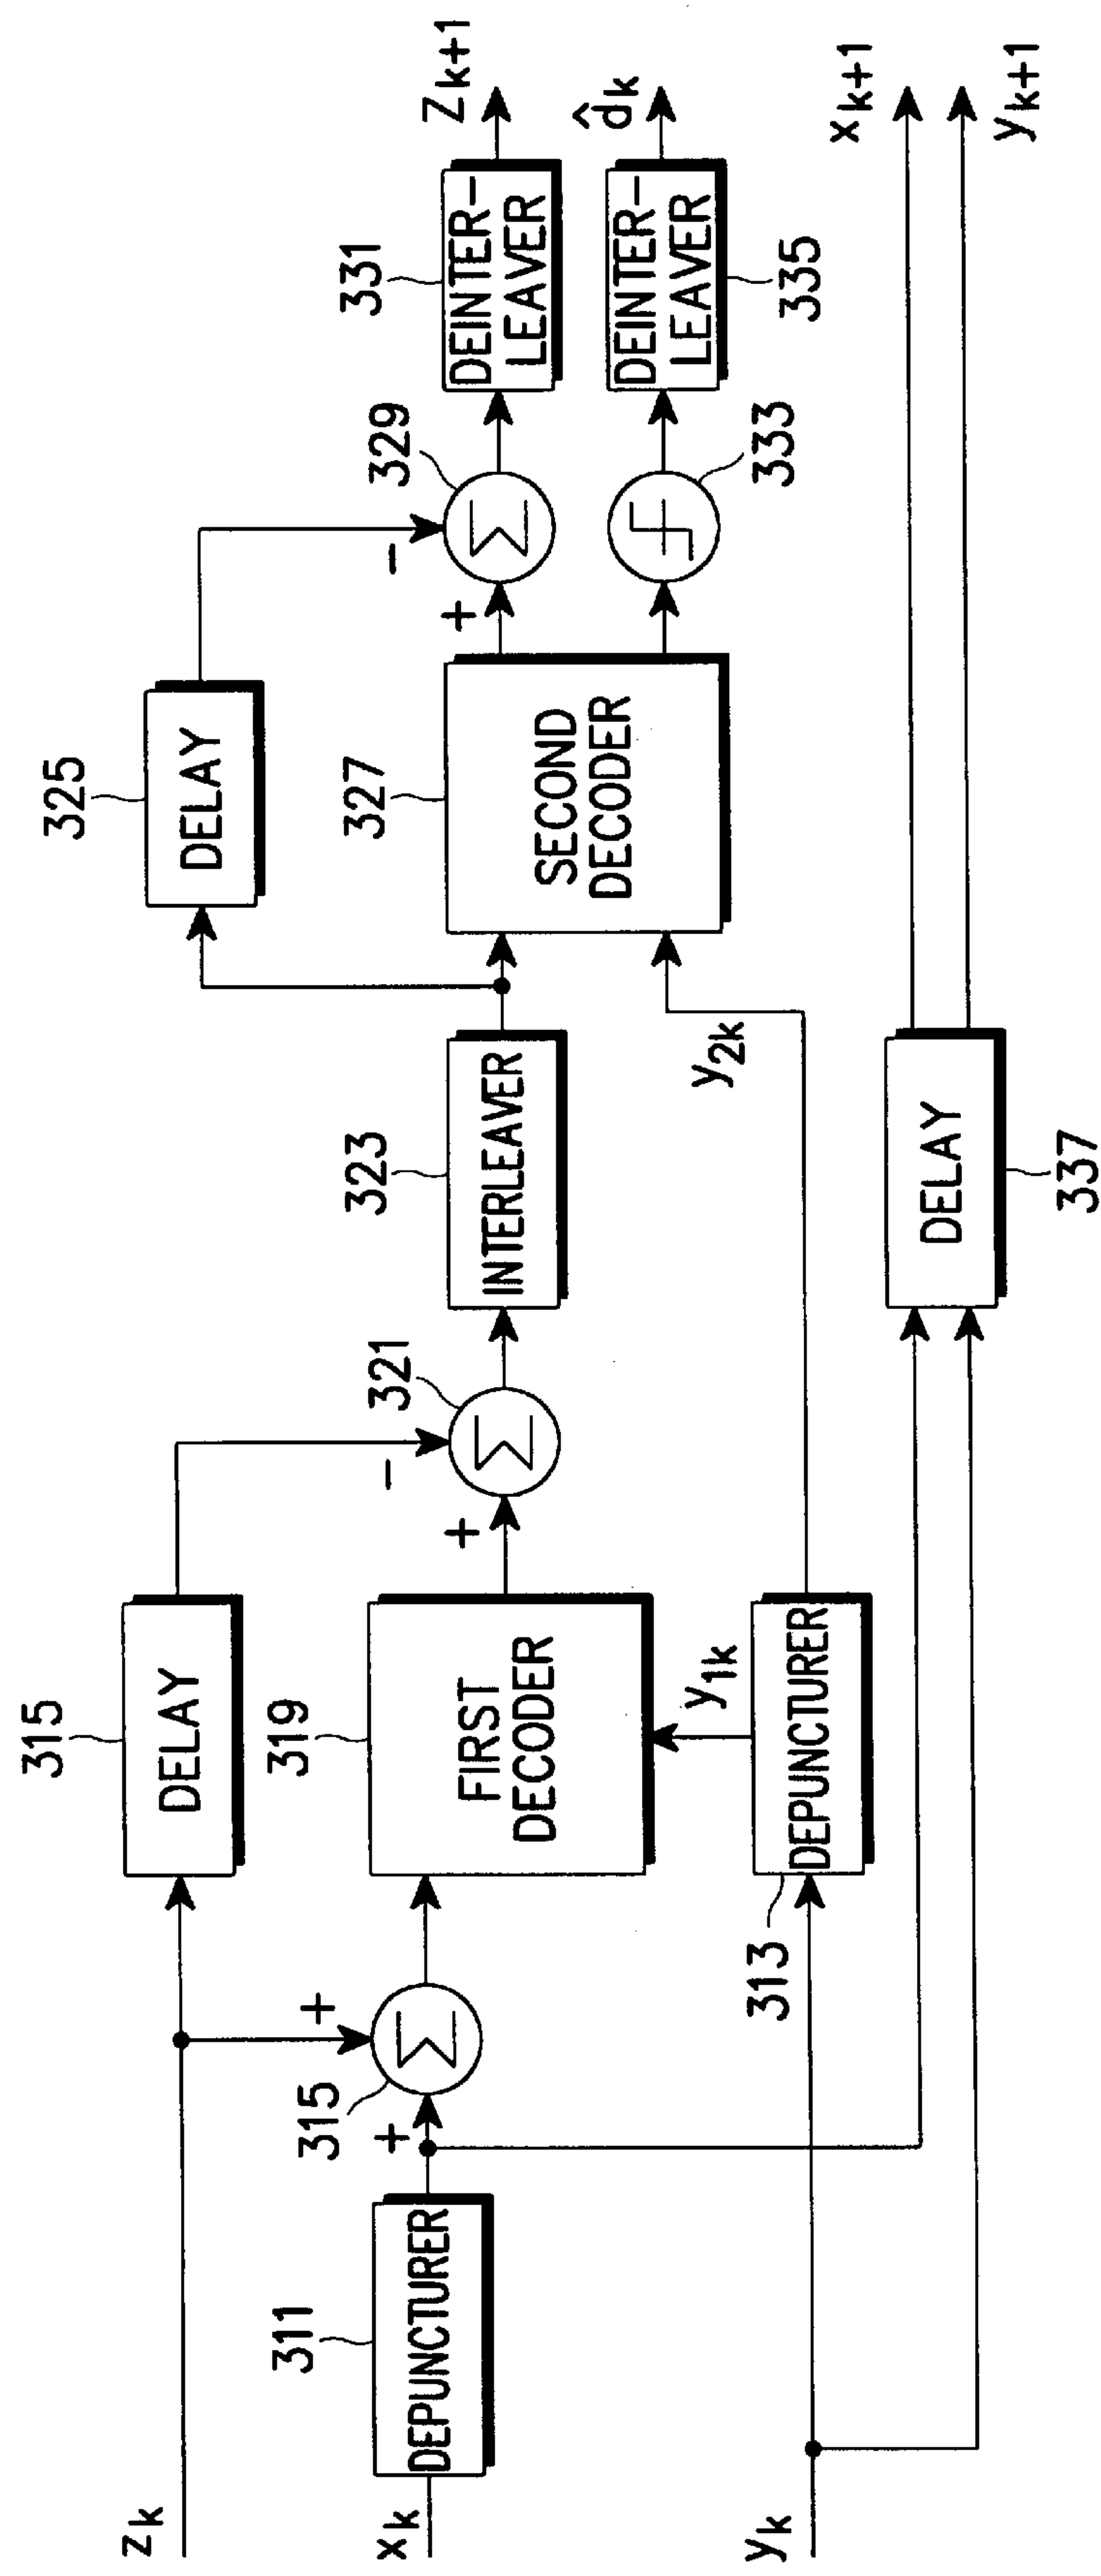 315
DELAY
325
DELAY
z_k
+
-
-
315
+
319
FIRST
DECODER
+
321
Σ
Σ
323
INTERLEAVER
327
SECOND
DECODER
+
329
Σ
331
DEINTER-
LEAVER
Z_{k+1}
311
DEPUNCTURER
x_k
333
335
DEINTER-
LEAVER
d̂_k
y_{1k}
y_{2k}
313
DEPUNCTURER
y_k
DELAY
337
x_{k+1}
y_{k+1}